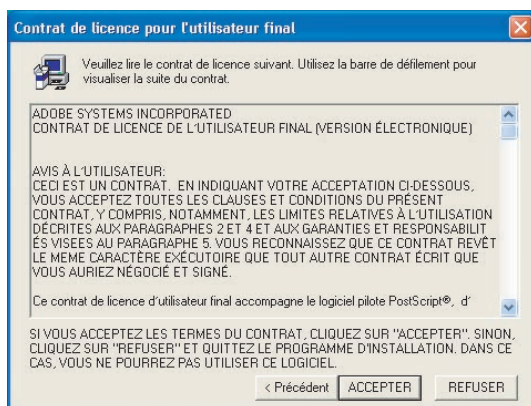 Contrat de licence pour l'utilisateur final
Veuillez lire le contrat de licence suivant. Utilisez la barre de défilement pour
visualiser la suite du contrat.
ADOBE SYSTEMS INCORPORATED
CONTRAT DE LICENCE DE L'UTILISATEUR FINAL (VERSION ÉLECTRONIQUE)
AVIS À L'UTILISATEUR:
CECI EST UN CONTRAT.  EN INDIQUANT VOTRE ACCEPTATION CI-DESSOUS,
VOUS ACCEPTEZ TOUTES LES CLAUSES ET CONDITIONS DU PRÉSENT
CONTRAT, Y COMPRIS, NOTAMMENT, LES LIMITES RELATIVES À L'UTILISATION
DÉCRITES AUX PARAGRAPHES 2 ET 4 ET AUX GARANTIES ET RESPONSABILIT
ÉS VISEES AU PARAGRAPHE 5. VOUS RECONNAISSEZ QUE CE CONTRAT REVÊT
LE MEME CARACTÈRE EXÉCUTOIRE QUE TOUT AUTRE CONTRAT ÉCRIT QUE
VOUS AURIEZ NÉGOCIÉ ET SIGNÉ.
Ce contrat de licence d'utilisateur final accompagne le logiciel pilote PostScript®,  d'
SI VOUS ACCEPTEZ LES TERMES DU CONTRAT, CLIQUEZ SUR "ACCEPTER". SINON,
CLIQUEZ SUR "REFUSER" ET QUITTEZ LE PROGRAMME D'INSTALLATION. DANS CE
CAS, VOUS NE POURREZ PAS UTILISER CE LOGICIEL.
< Précédent ACCEPTER REFUSER